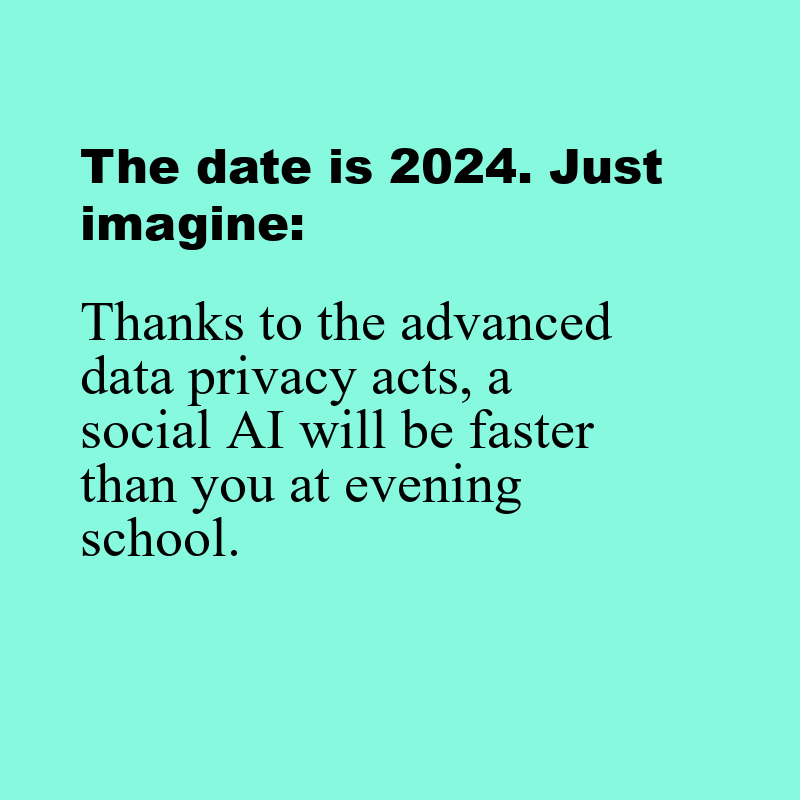 The date is 2024. Just
imagine:
Thanks to the advanced
data privacy acts, a
social AI will be faster
than you at evening
school.